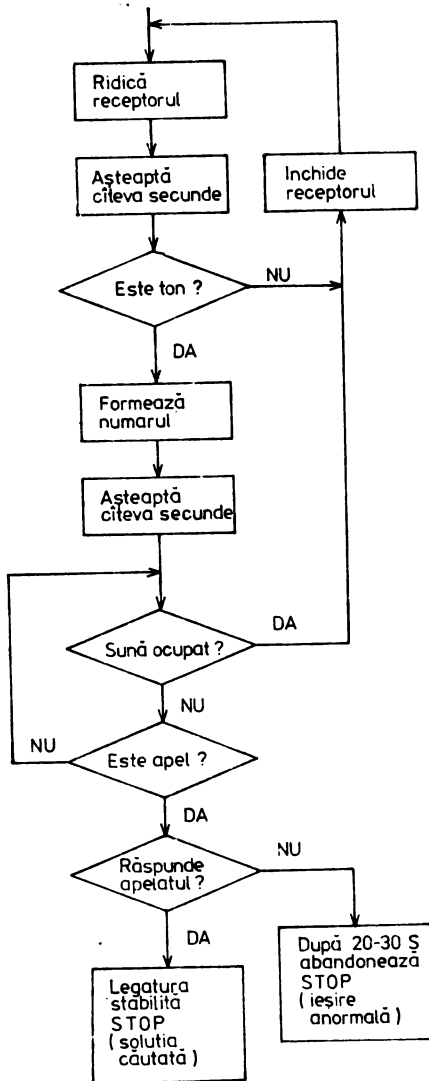 Ridică
receptorul
Așteaptă
cîteva secunde
Inchide
receptorul
Este ton ?
NU
DA
Formează
numarul
Așteaptă
cîteva secunde
Sună ocupat ?
DA
NU
Este apel ?
NU
DA
Răspunde
apelatul ?
NU
DA
Legatura
stabilită
STOP
( soluția
căutată )
După 20-30 S
abandonează
STOP
( ieșire
anormală )